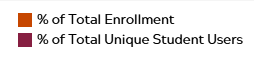 % of Total Enrollment
% of Total Unique Student Users